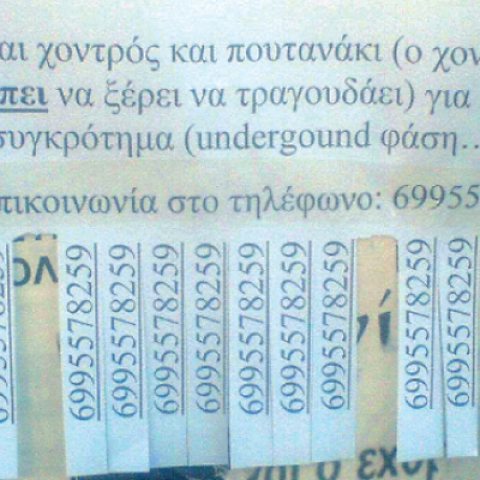 αι χοντρός και πουτανάκι (ο χον
πει να ξέρει να τραγουδάει) για
συγκρότημα (undergound φάση...
πικοινωνία στο τηλέφωνο: 69955
6995578259
6995578259
6995578259
6995578259
6995578259
6995578259
6995578259
6995578259
6995578259
6995578259